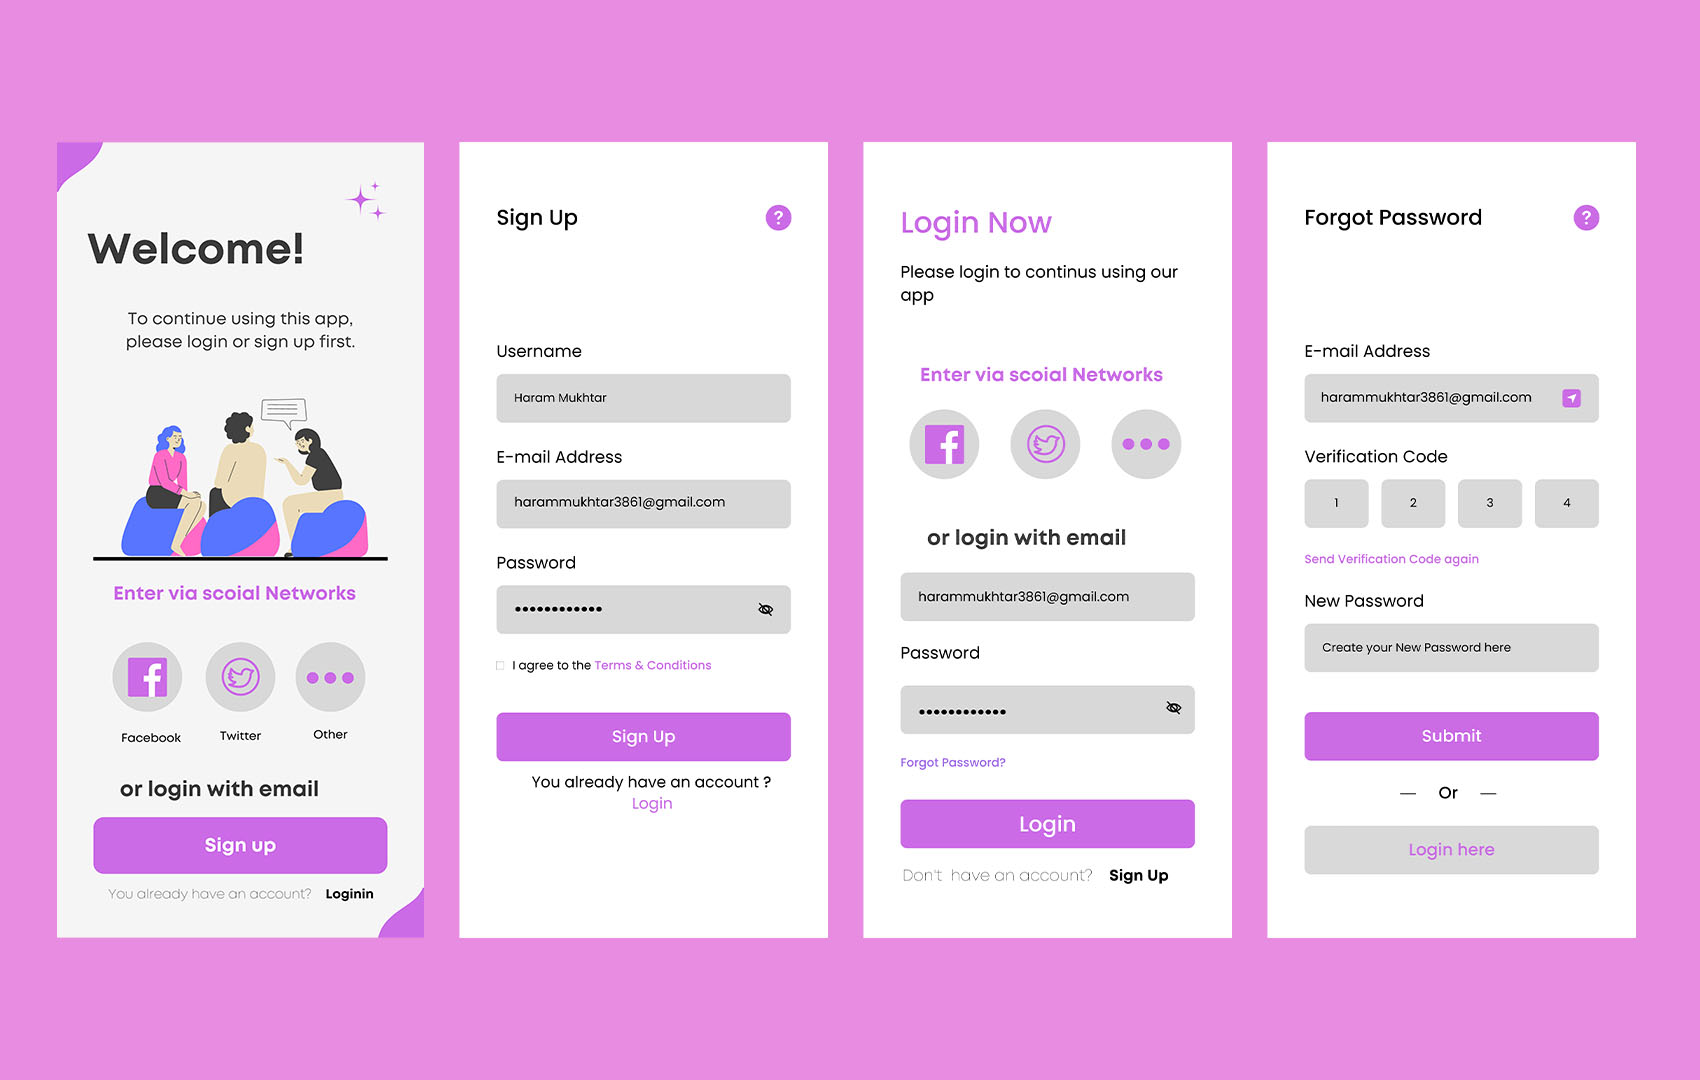 Welcome!
To continue using this app,
please login or sign up first.
Enter via scoial Networks
Facebook
Twitter
Other
or login with email
Sign up
You already have an account? Loginin
Sign Up
?
Username
Haram Mukhtar
E-mail Address
harammukhtar3861@gmail.com
Password
••••••••••••
I agree to the Terms & Conditions
Sign Up
You already have an account ?
Login
Login Now
Please login to continus using our
app
Enter via scoial Networks
or login with email
harammukhtar3861@gmail.com
Password
••••••••••••
Forgot Password?
Login
Don't have an account? Sign Up
Forgot Password
?
E-mail Address
harammukhtar3861@gmail.com
Verification Code
1 2 3 4
Send Verification Code again
New Password
Create your New Password here
Submit
— Or —
Login here